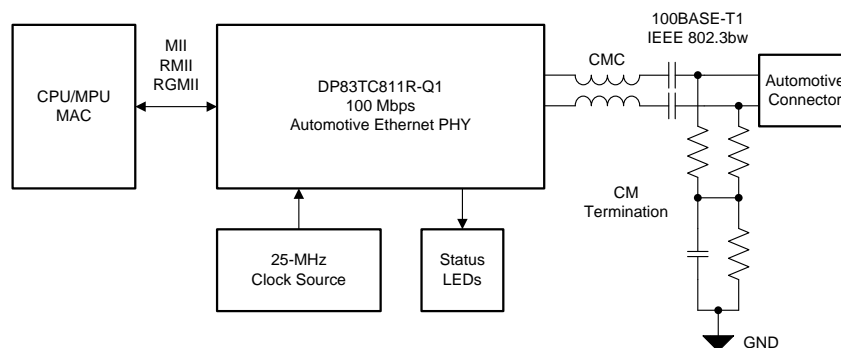 100BASE-T1
IEEE 802.3bw
MII
RMII
RGMII
CMC
CPU/MPU
MAC
DP83TC811R-Q1
100 Mbps
Automotive Ethernet PHY
Automotive
Connector
CM
Termination
25-MHz
Clock Source
Status
LEDs
GND